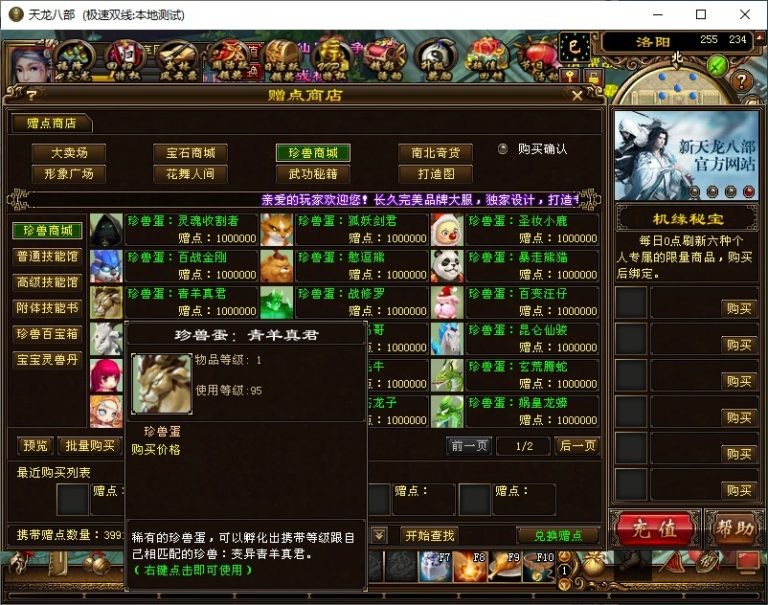 天龙八部 (极速双线:本地测试)
洛阳 255 234
北
赠点商店
赠点商店
大卖场 宝石商城 珍兽商城 南北奇货 购买确认
形象广场 花舞人间 武功秘籍 打造图
亲爱的玩家欢迎您！长久完美品牌大服，独家设计，打造
新天龙八部
官方网站
机缘秘宝
每日0点刷新六种个
人专属的限量商品，购买
后绑定。
珍兽商城
普通技能馆
高级技能馆
附体技能书
珍兽百宝箱
宝宝灵兽丹
珍兽蛋：灵魂收割者 珍兽蛋：狐妖剑君 珍兽蛋：圣妆小鹿
赠点：1000000 赠点：1000000 赠点：1000000
珍兽蛋：百战金刚 珍兽蛋：憨逗熊 珍兽蛋：暴走熊猫
赠点：1000000 赠点：1000000 赠点：1000000
珍兽蛋：青羊真君 珍兽蛋：战修罗 珍兽蛋：百变汪仔
赠点：1000000 赠点：1000000 赠点：1000000
哥 珍兽蛋：昆仑仙骏
1000000 赠点：1000000
牛 珍兽蛋：玄荒腾蛇
1000000 赠点：1000000
龙子 珍兽蛋：娲皇龙蟒
1000000 赠点：1000000
购买
购买
购买
购买
购买
购买
珍兽蛋：青羊真君
物品等级：1
使用等级:95
珍兽蛋
购买价格
稀有的珍兽蛋，可以孵化出携带等级跟自
己相匹配的珍兽：变异青羊真君。
（右键点击即可使用）
预览 批量购买 前一页 1/2 后一页
最近购买列表
赠点： 赠点： 赠点：
携带赠点数量：399 开始查找 兑换赠点
充值 帮助
F7 F8 F9 F10
1